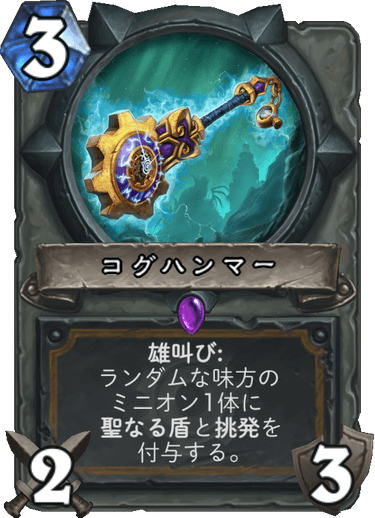 3
コグハンマー
雄叫び:
ランダムな味方の
ミニオン1体に
聖なる盾と挑発を
付与する。
2
3